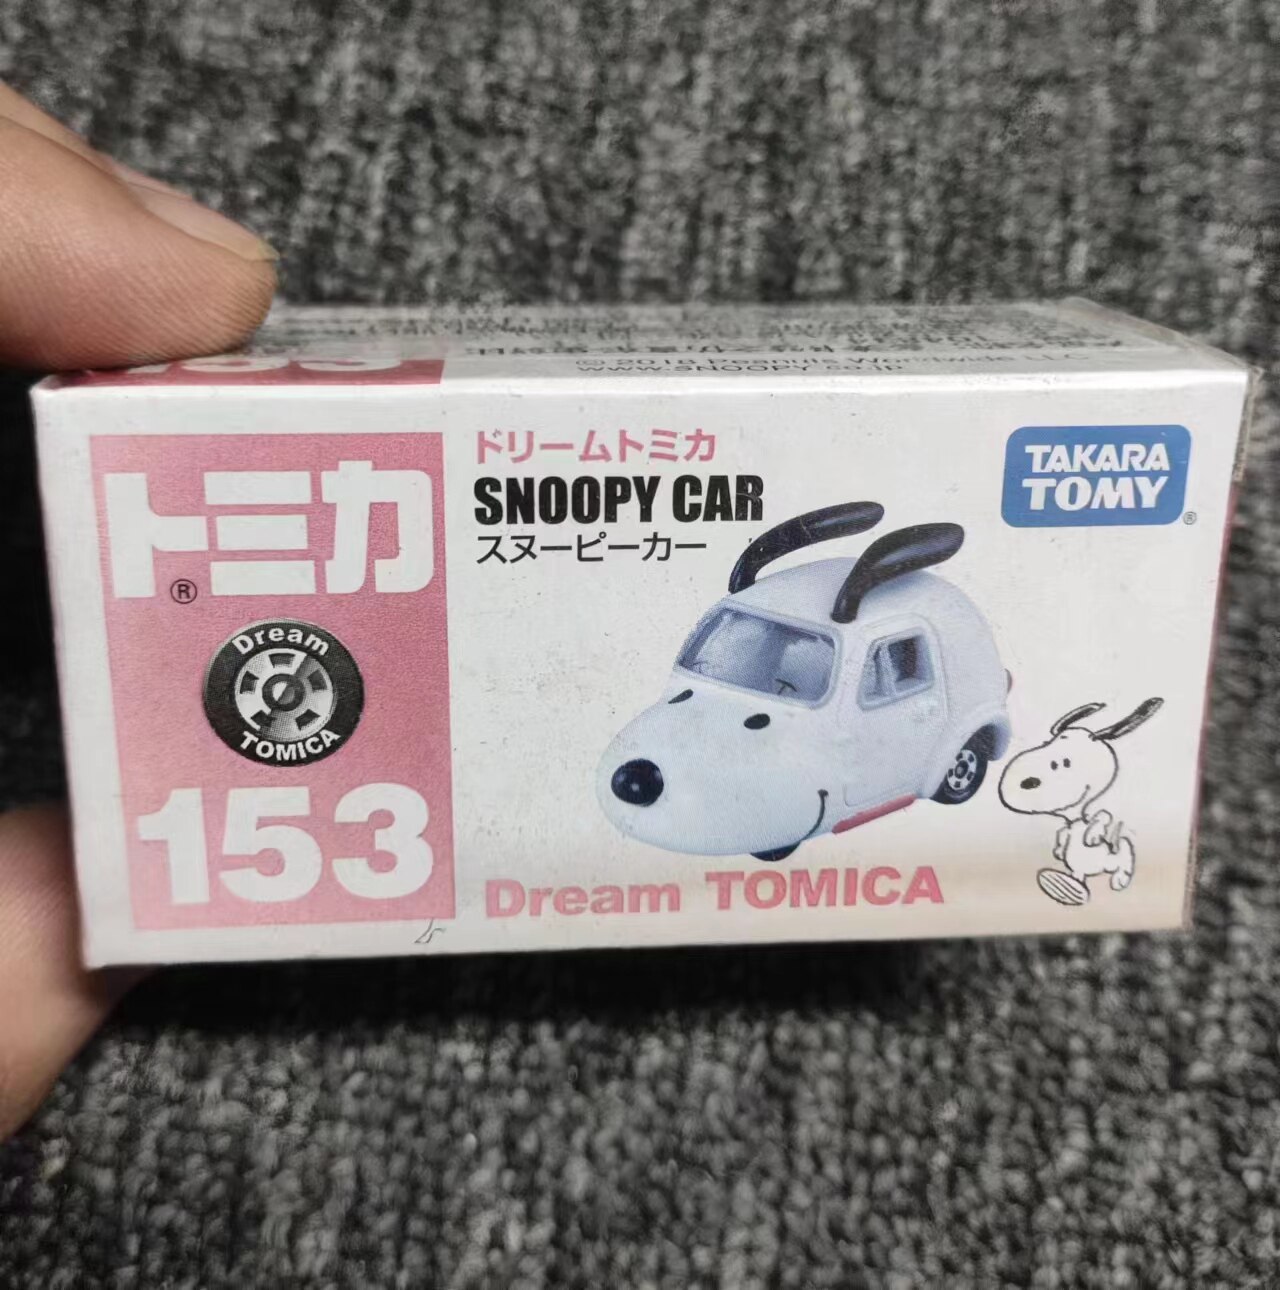 © 2018 Peanuts Worldwide LLC
www.SNOOPY.co.jp
トミカ
®
Dream
TOMICA
153
ドリームトミカ
SNOOPY CAR
スヌーピーカー
TAKARA
TOMY
®
Dream TOMICA